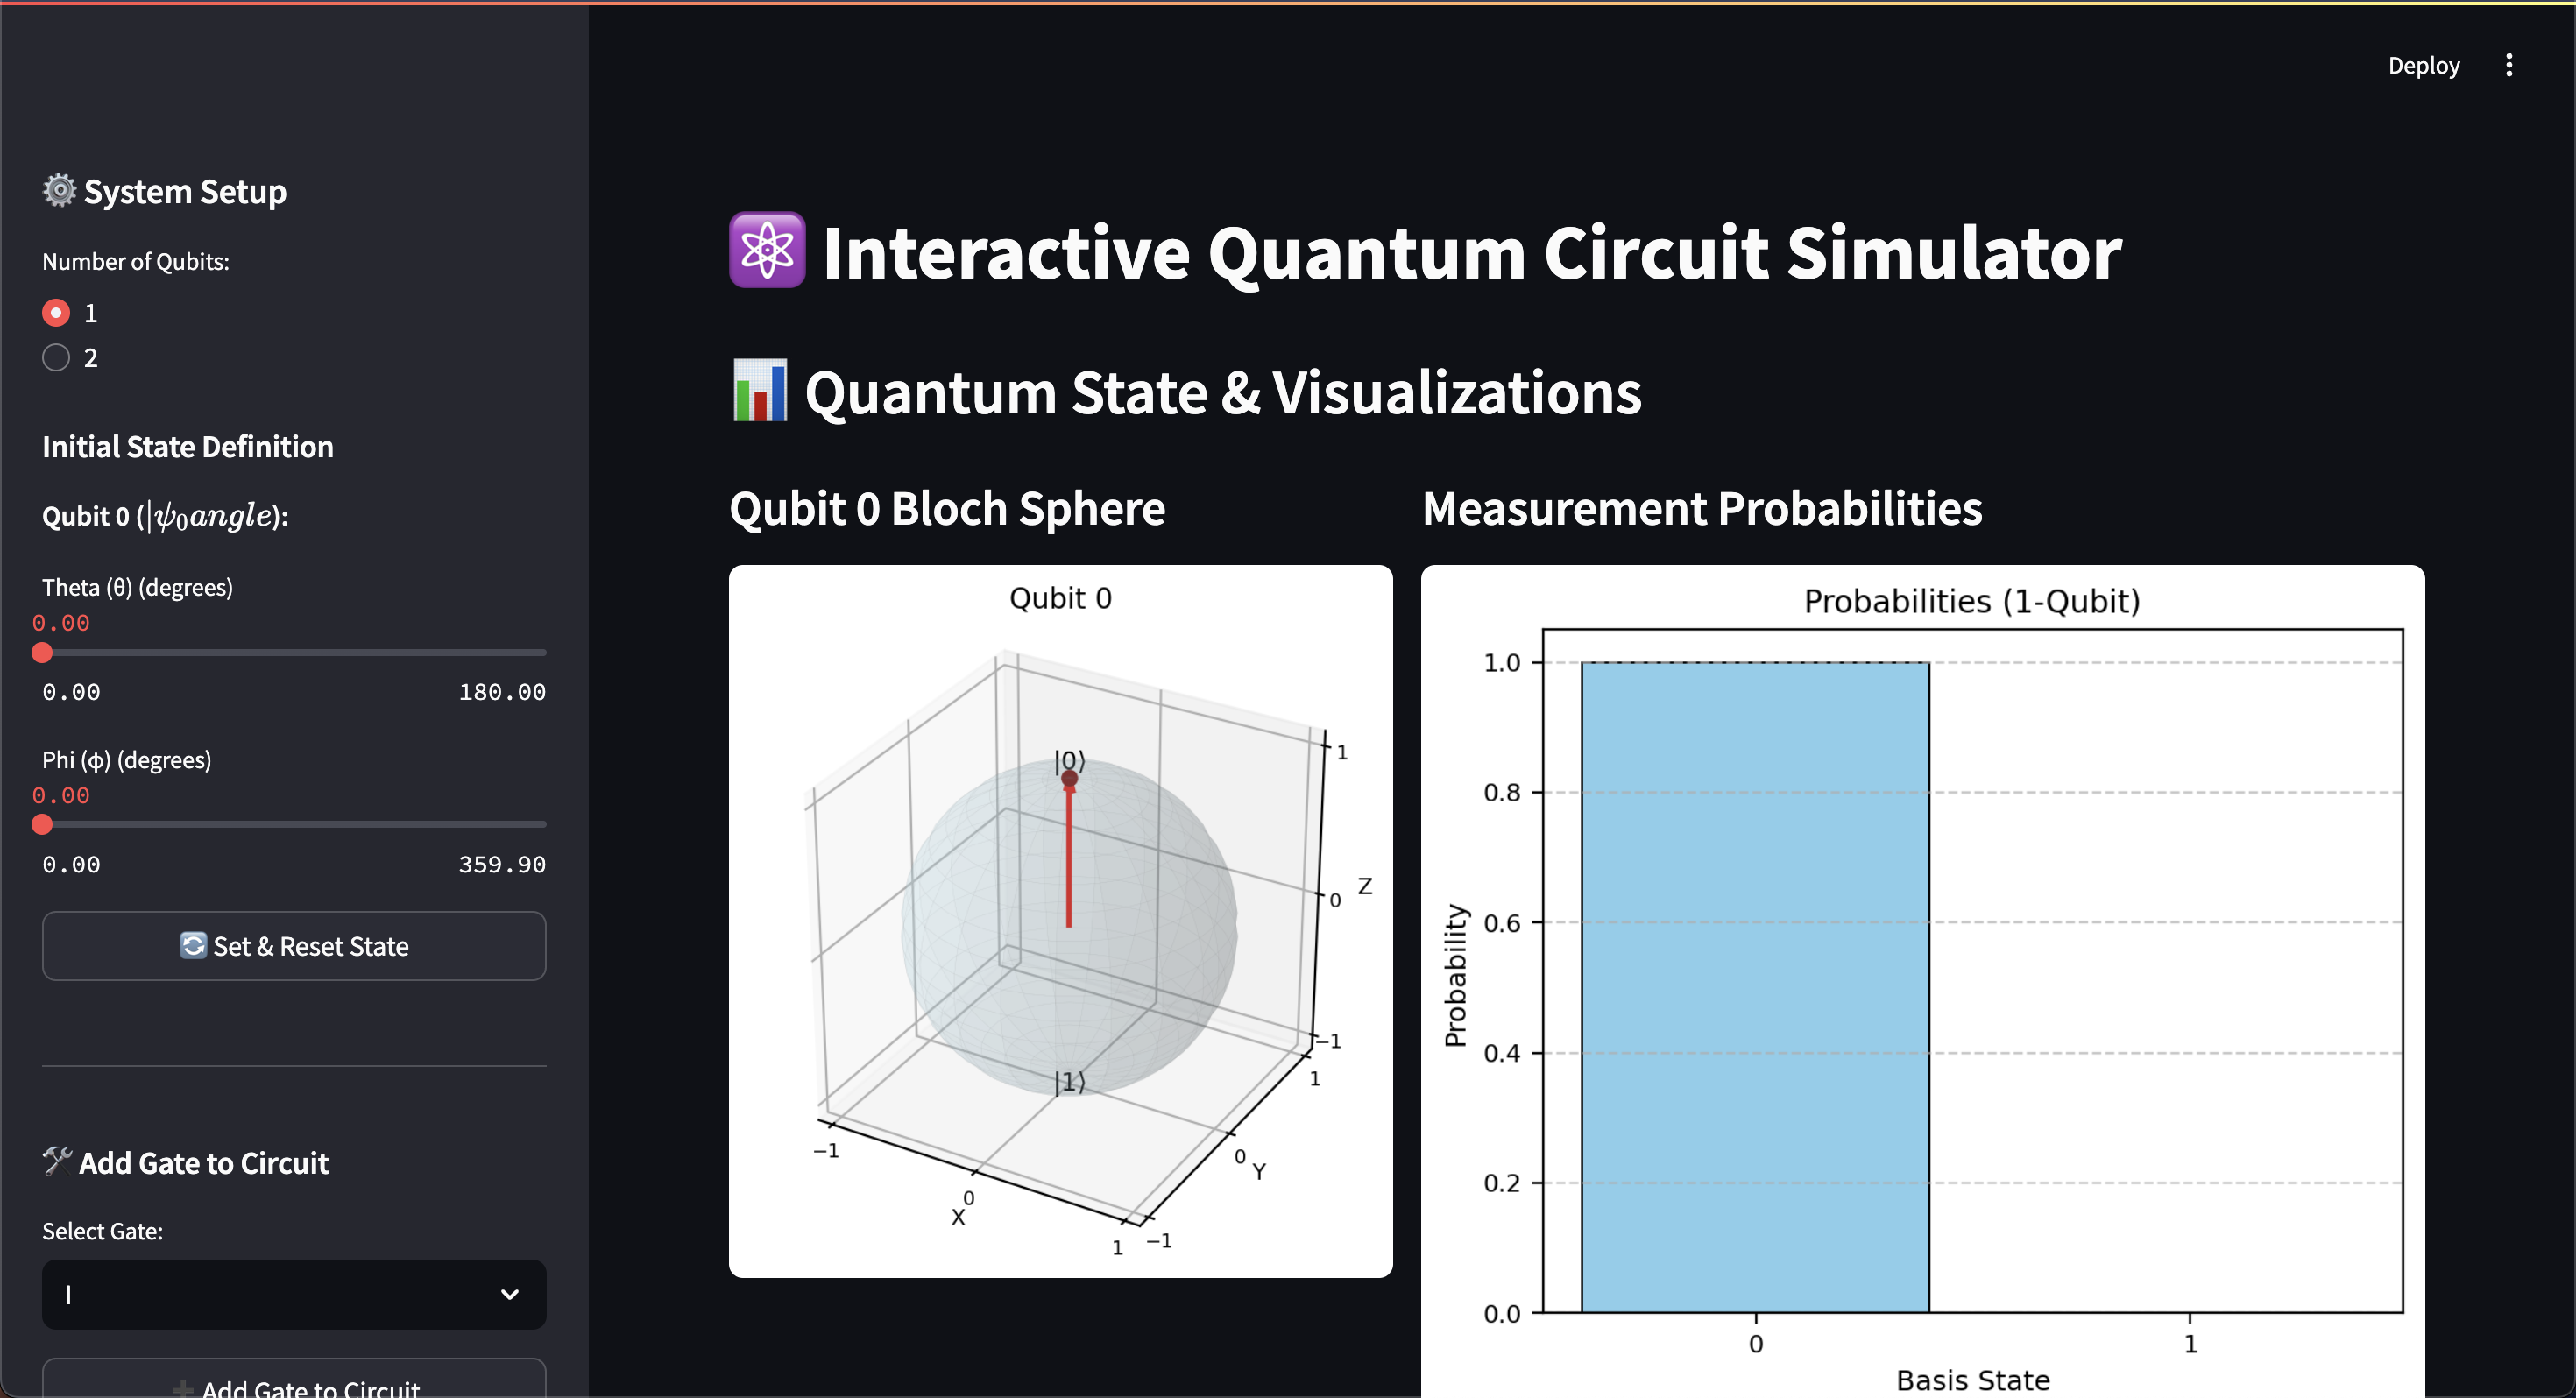 Deploy
System Setup
Number of Qubits:
1
2
Initial State Definition
Qubit 0 (|ψ₀angle):
Theta (θ) (degrees)
0.00
0.00 180.00
Phi (ϕ) (degrees)
0.00
0.00 359.90
Set & Reset State
Add Gate to Circuit
Select Gate:
I
Add Gate to Circuit
Interactive Quantum Circuit Simulator
Quantum State & Visualizations
Qubit 0 Bloch Sphere
Qubit 0
|0⟩
|1⟩
−1
0
1
X
−1
0
1
Y
−1
0
1
Z
Measurement Probabilities
Probabilities (1-Qubit)
Probability
1.0
0.8
0.6
0.4
0.2
0.0
0 1
Basis State